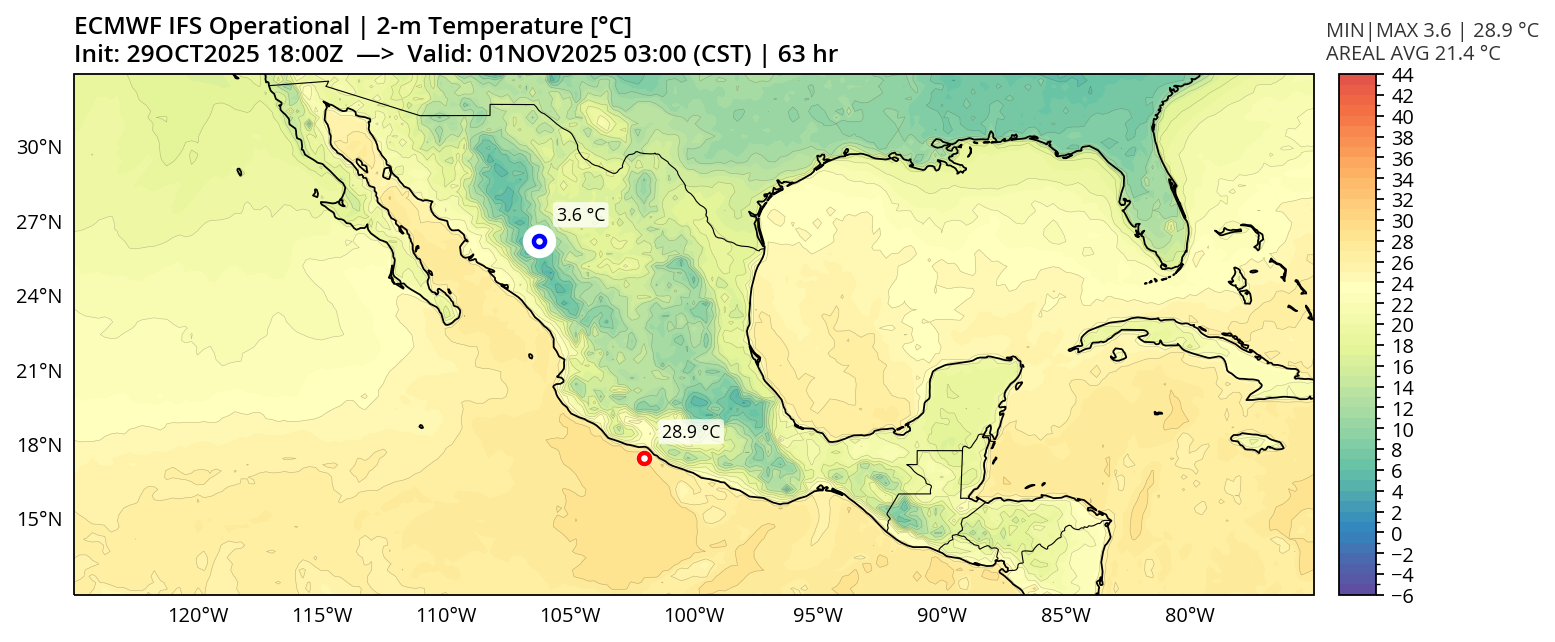 ECMWF IFS Operational | 2-m Temperature [°C]
Init: 29OCT2025 18:00Z —> Valid: 01NOV2025 03:00 (CST) | 63 hr
MIN|MAX 3.6 | 28.9 °C
AREAL AVG 21.4 °C
30°N
27°N
24°N
21°N
18°N
15°N
3.6 °C
28.9 °C
120°W
115°W
110°W
105°W
100°W
95°W
90°W
85°W
80°W
44
42
40
38
36
34
32
30
28
26
24
22
20
18
16
14
12
10
8
6
4
2
0
−2
−4
−6